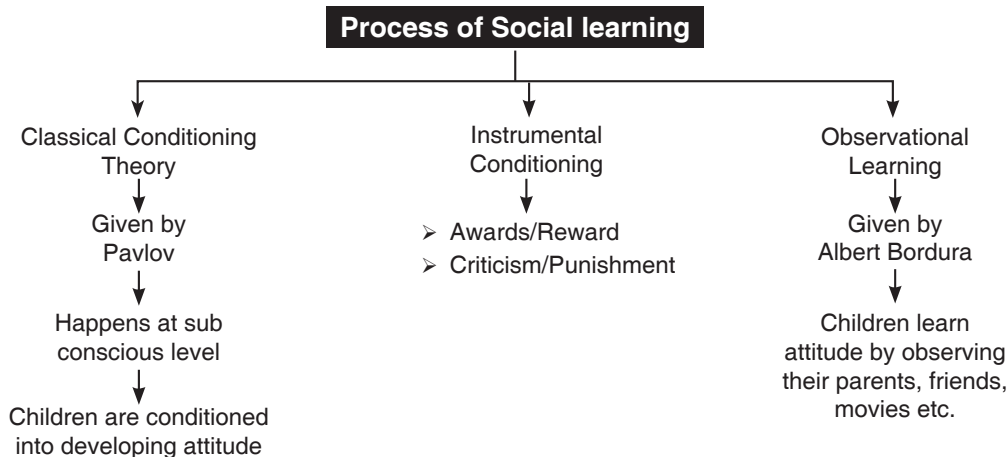 Process of Social learning
Classical Conditioning
Theory
Given by
Pavlov
Happens at sub
conscious level
Children are conditioned
into developing attitude
Instrumental
Conditioning
➢ Awards/Reward
➢ Criticism/Punishment
Observational
Learning
Given by
Albert Bordura
Children learn
attitude by observing
their parents, friends,
movies etc.